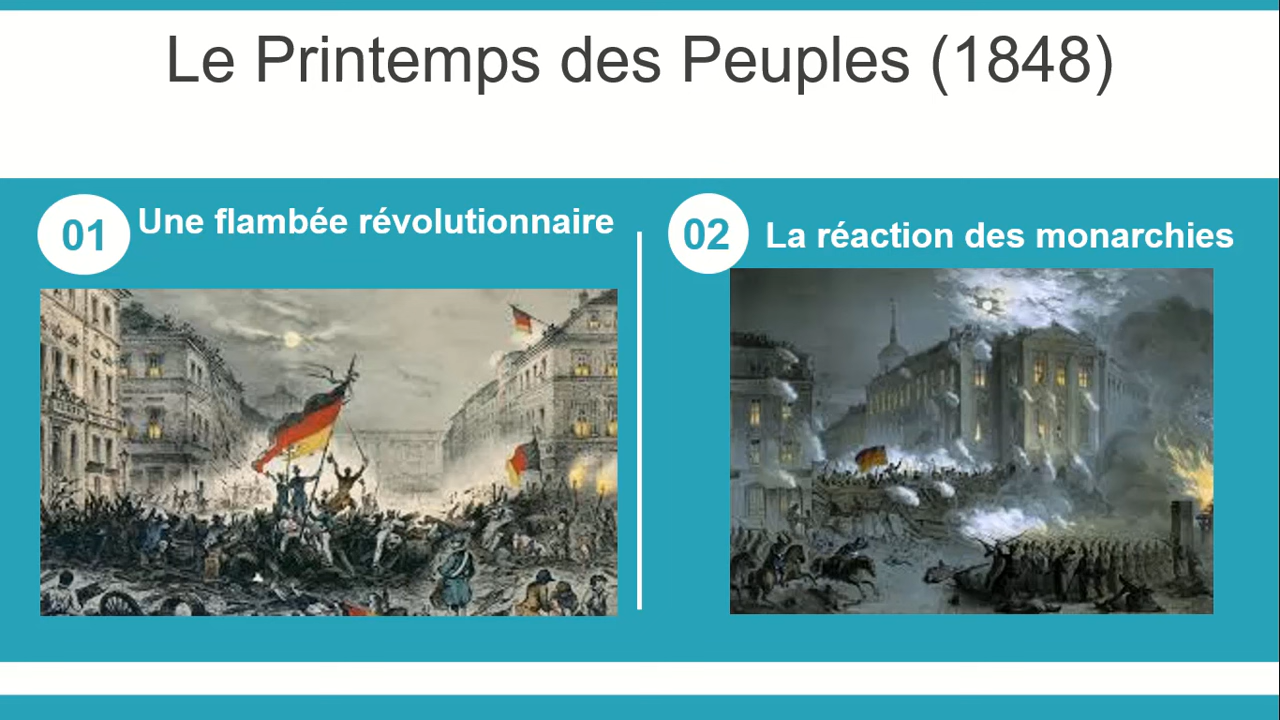 Le Printemps des Peuples (1848)
01
Une flambée révolutionnaire
02
La réaction des monarchies